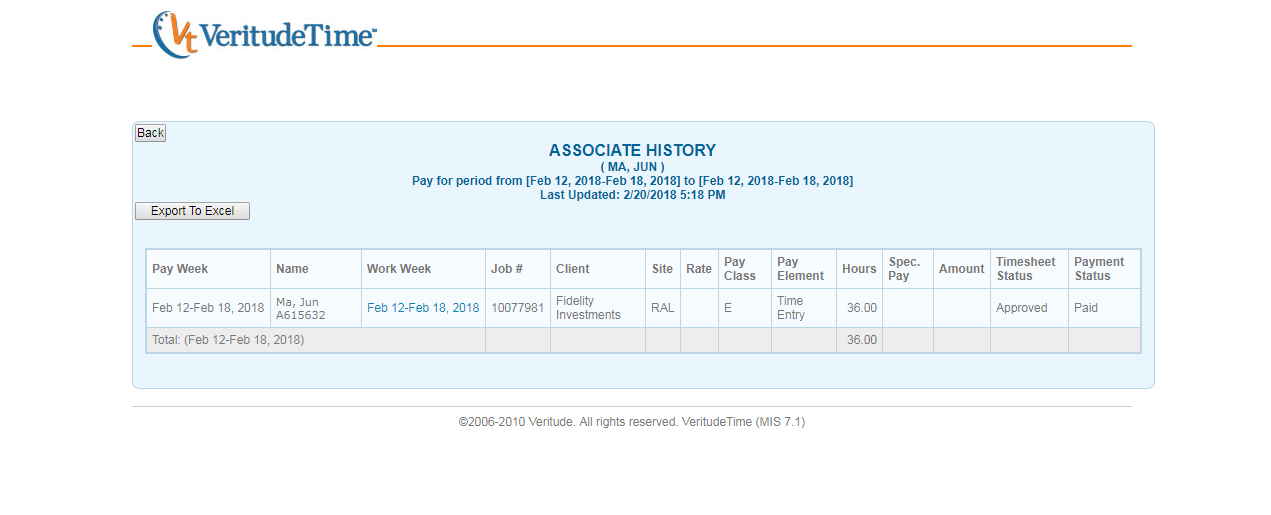 Vt VeritudeTime™
Back
ASSOCIATE HISTORY
( MA, JUN )
Pay for period from [Feb 12, 2018-Feb 18, 2018] to [Feb 12, 2018-Feb 18, 2018]
Last Updated: 2/20/2018 5:18 PM
Export To Excel
Pay Week Name Work Week Job # Client Site Rate Pay Class Pay Element Hours Spec. Pay Amount Timesheet Status Payment Status
Feb 12-Feb 18, 2018 Ma, Jun A615632 Feb 12-Feb 18, 2018 10077981 Fidelity Investments RAL E Time Entry 36.00 Approved Paid
Total: (Feb 12-Feb 18, 2018) 36.00
©2006-2010 Veritude. All rights reserved. VeritudeTime (MIS 7.1)